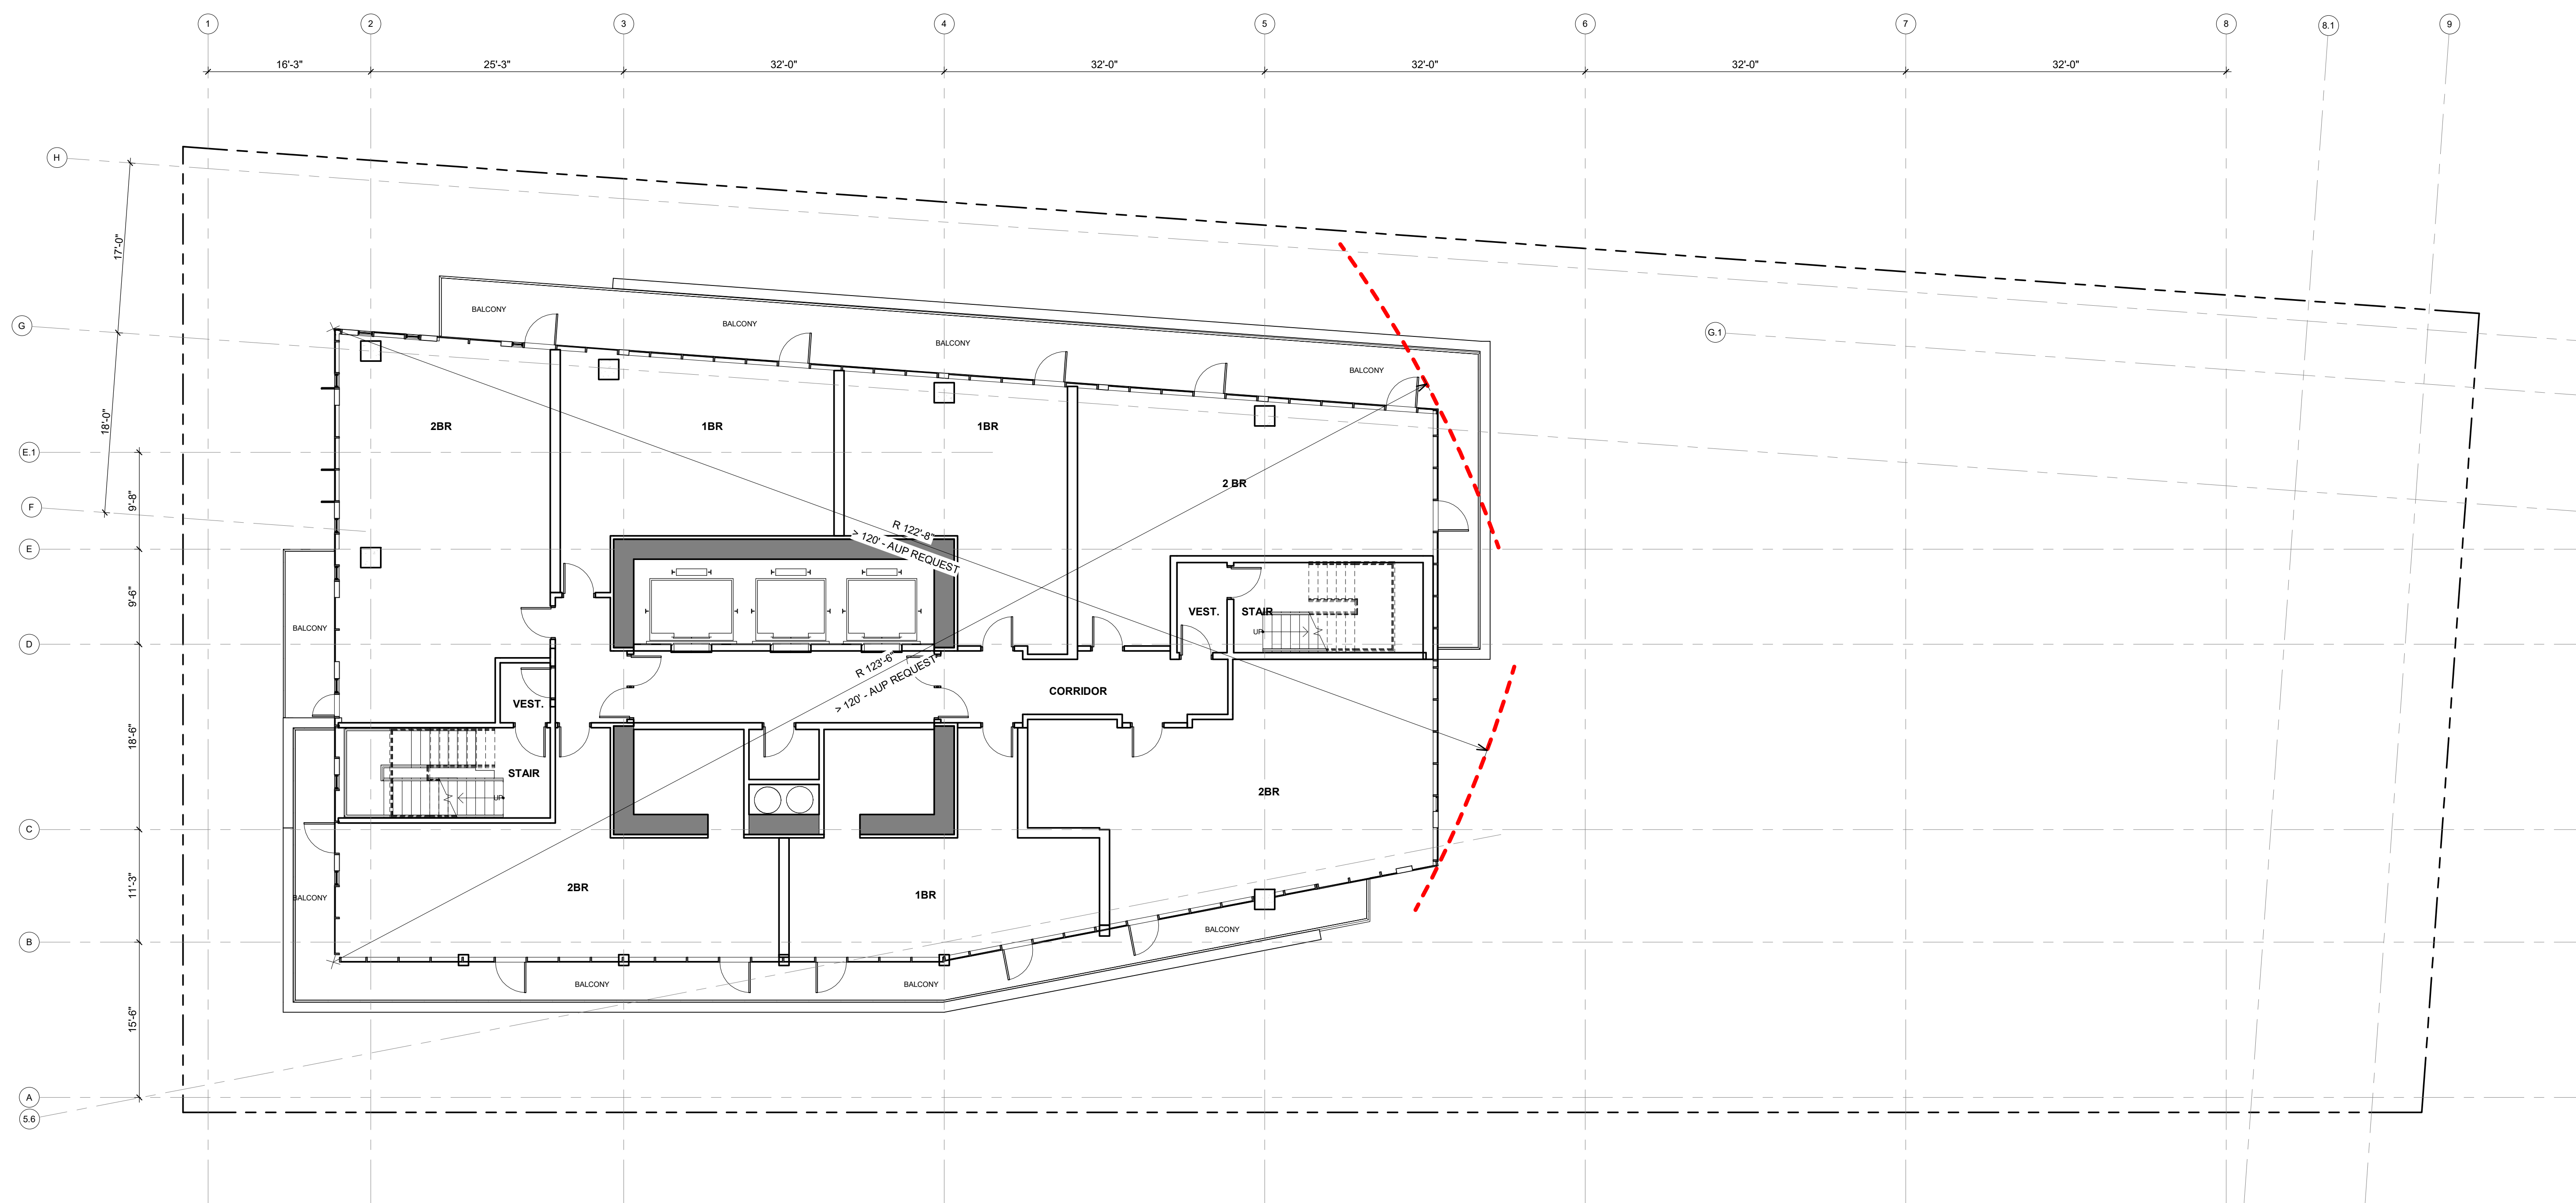 1
2
3
4
5
6
7
8
8.1
9
16'-3"
25'-3"
32'-0"
32'-0"
32'-0"
32'-0"
32'-0"
H
17'-0"
G
G.1
18'-0"
E.1
F
9'-8"
E
9'-6"
D
18'-6"
C
11'-3"
B
15'-6"
A
5.6
BALCONY
BALCONY
BALCONY
BALCONY
2BR
1BR
1BR
2 BR
R 122'-8"
> 120' - AUP REQUEST
VEST.
STAIR
UP
BALCONY
R 123'-6"
> 120' - AUP REQUEST
CORRIDOR
VEST.
STAIR
UP
2BR
2BR
1BR
BALCONY
BALCONY
BALCONY
BALCONY